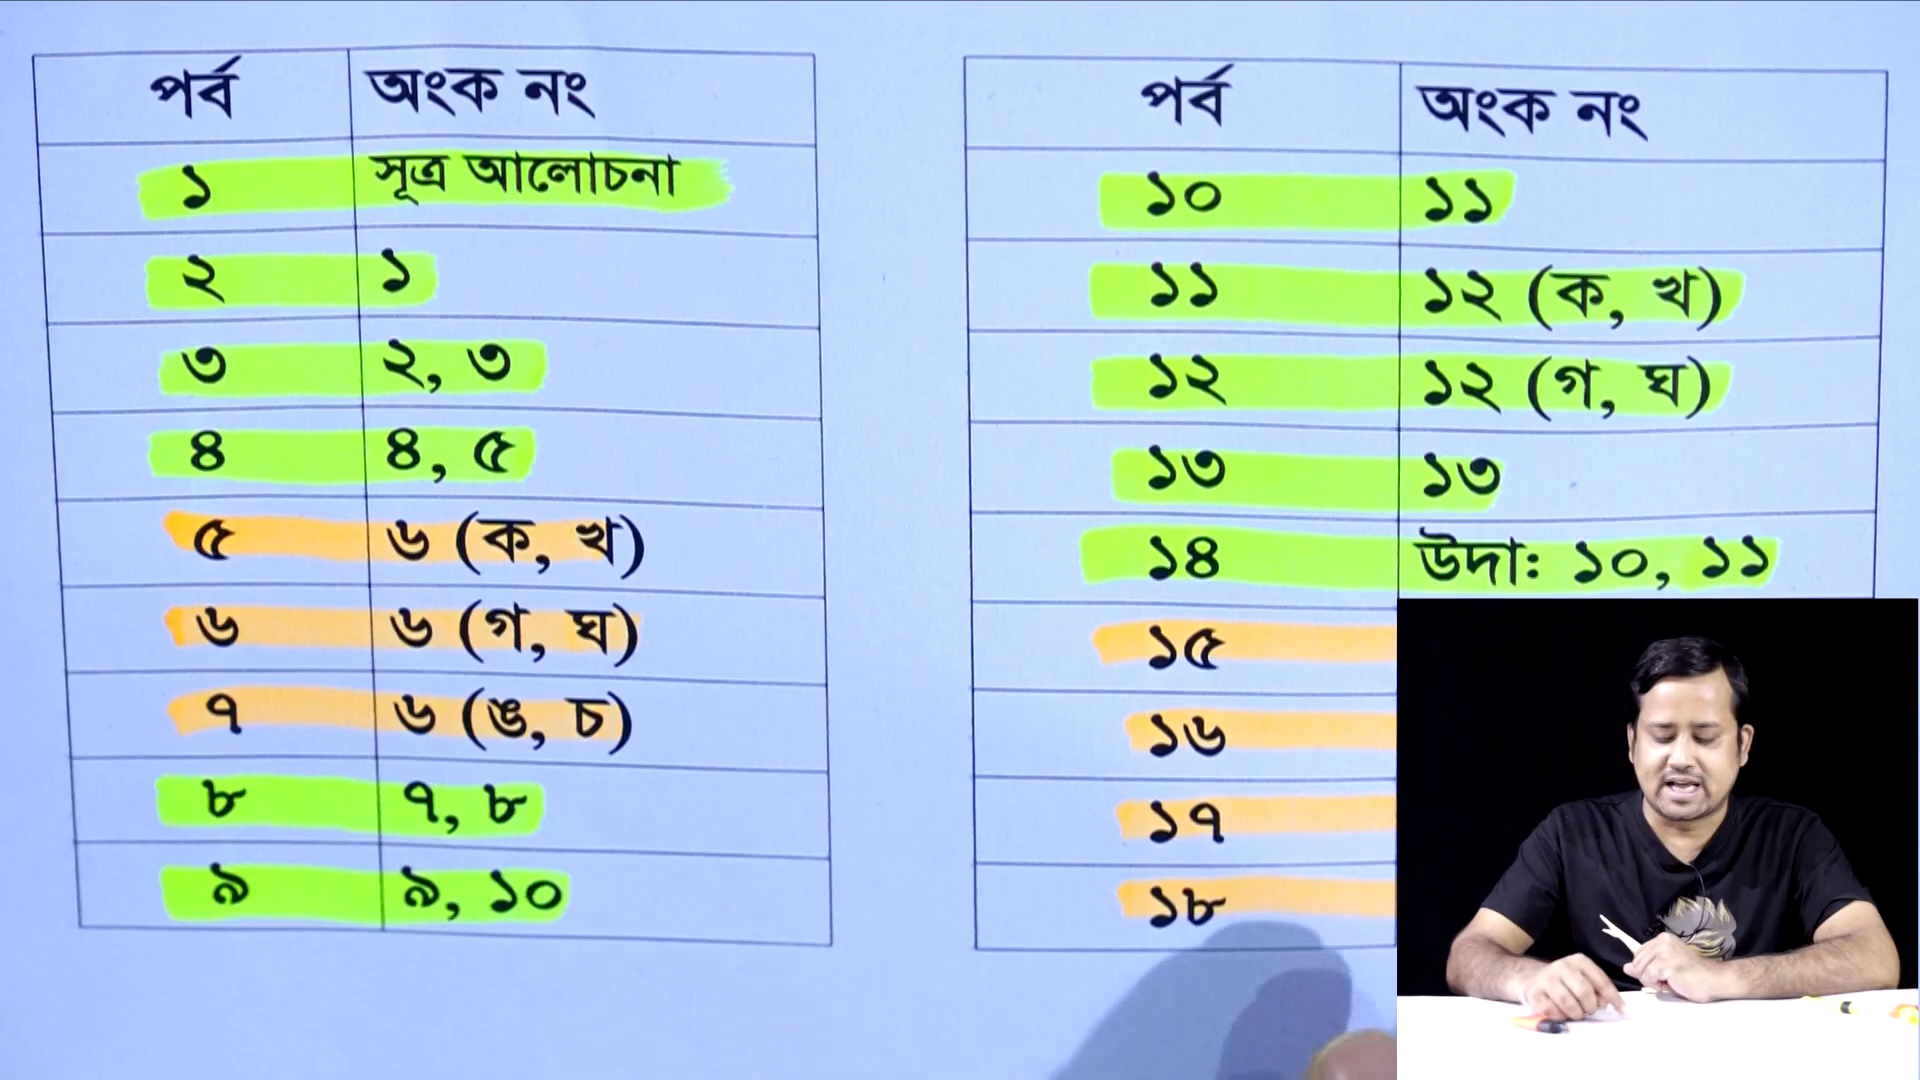 পর্ব অংক নং
১ সূত্র আলোচনা
২ ১
৩ ২, ৩
৪ ৪, ৫
৫ ৬ (ক, খ)
৬ ৬ (গ, ঘ)
৭ ৬ (ঙ, চ)
৮ ৭, ৮
৯ ৯, ১০
পর্ব অংক নং
১০ ১১
১১ ১২ (ক, খ)
১২ ১২ (গ, ঘ)
১৩ ১৩
১৪ উদাঃ ১০, ১১
১৫
১৬
১৭
১৮